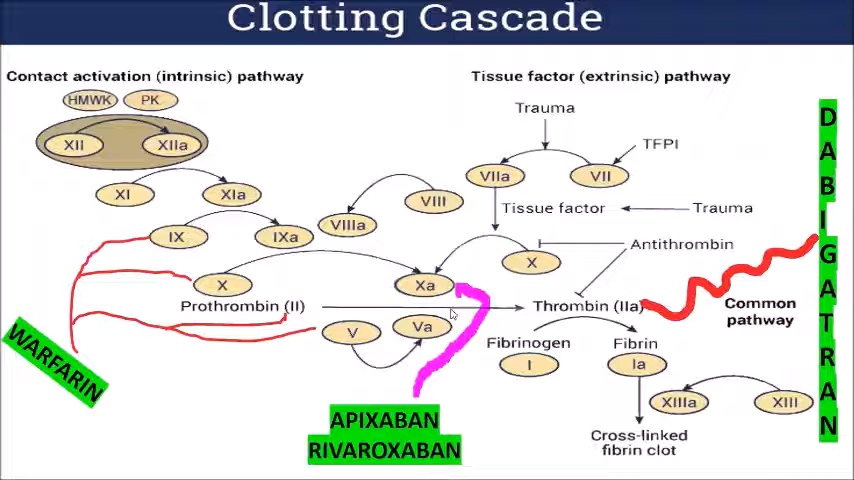 Clotting Cascade
Contact activation (intrinsic) pathway
Tissue factor (extrinsic) pathway
HMWK
PK
Trauma
XII
XIIa
TFPI
VIIa
VII
XI
XIa
VIII
VIIIa
Tissue factor
Trauma
IX
IXa
X
Antithrombin
X
Xa
Prothrombin (II)
Thrombin (IIa)
Common
pathway
V
Va
Fibrinogen
Fibrin
I
Ia
XIIIa
XIII
Cross-linked
fibrin clot
WARFARIN
APIXABAN
RIVAROXABAN
DABIGATRAN